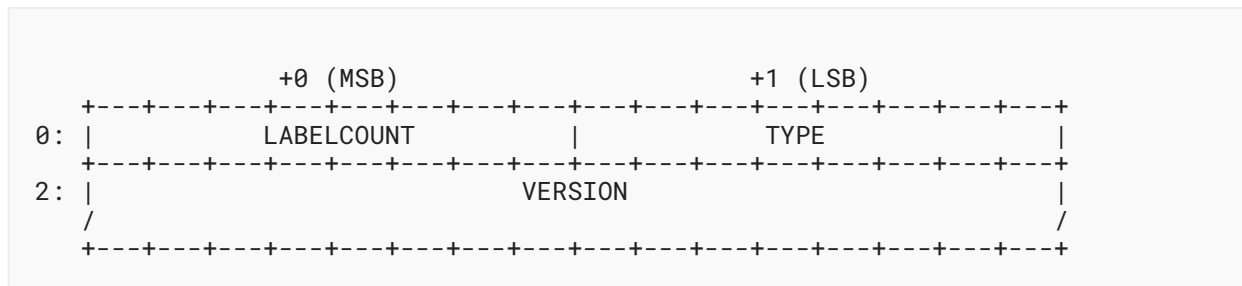 +0 (MSB)                             +1 (LSB)
   +---+---+---+---+---+---+---+---+---+---+---+---+---+---+---+---+
0: |           LABELCOUNT          |            TYPE               |
   +---+---+---+---+---+---+---+---+---+---+---+---+---+---+---+---+
2: |                            VERSION                            |
   /                                                               /
   +---+---+---+---+---+---+---+---+---+---+---+---+---+---+---+---+